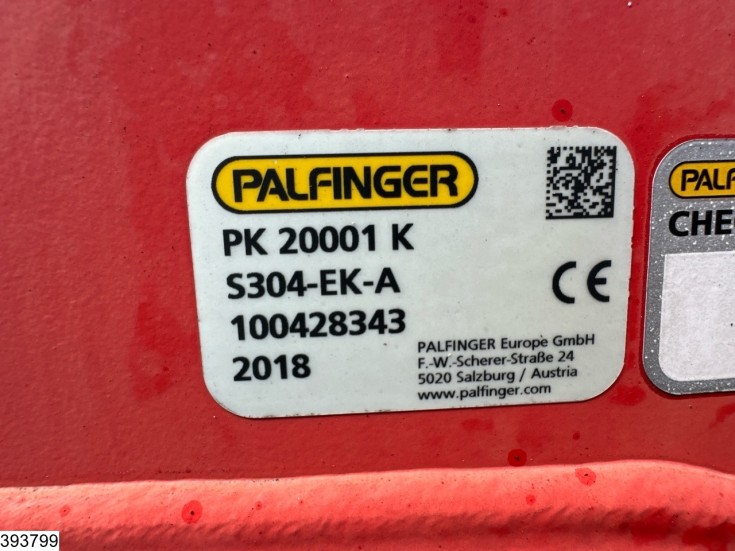 PALFINGER
PK 20001 K
S304-EK-A
100428343
2018
CE
PALFINGER Europe GmbH
F.-W.-Scherer-Straße 24
5020 Salzburg / Austria
www.palfinger.com
PALF
CHE
393799